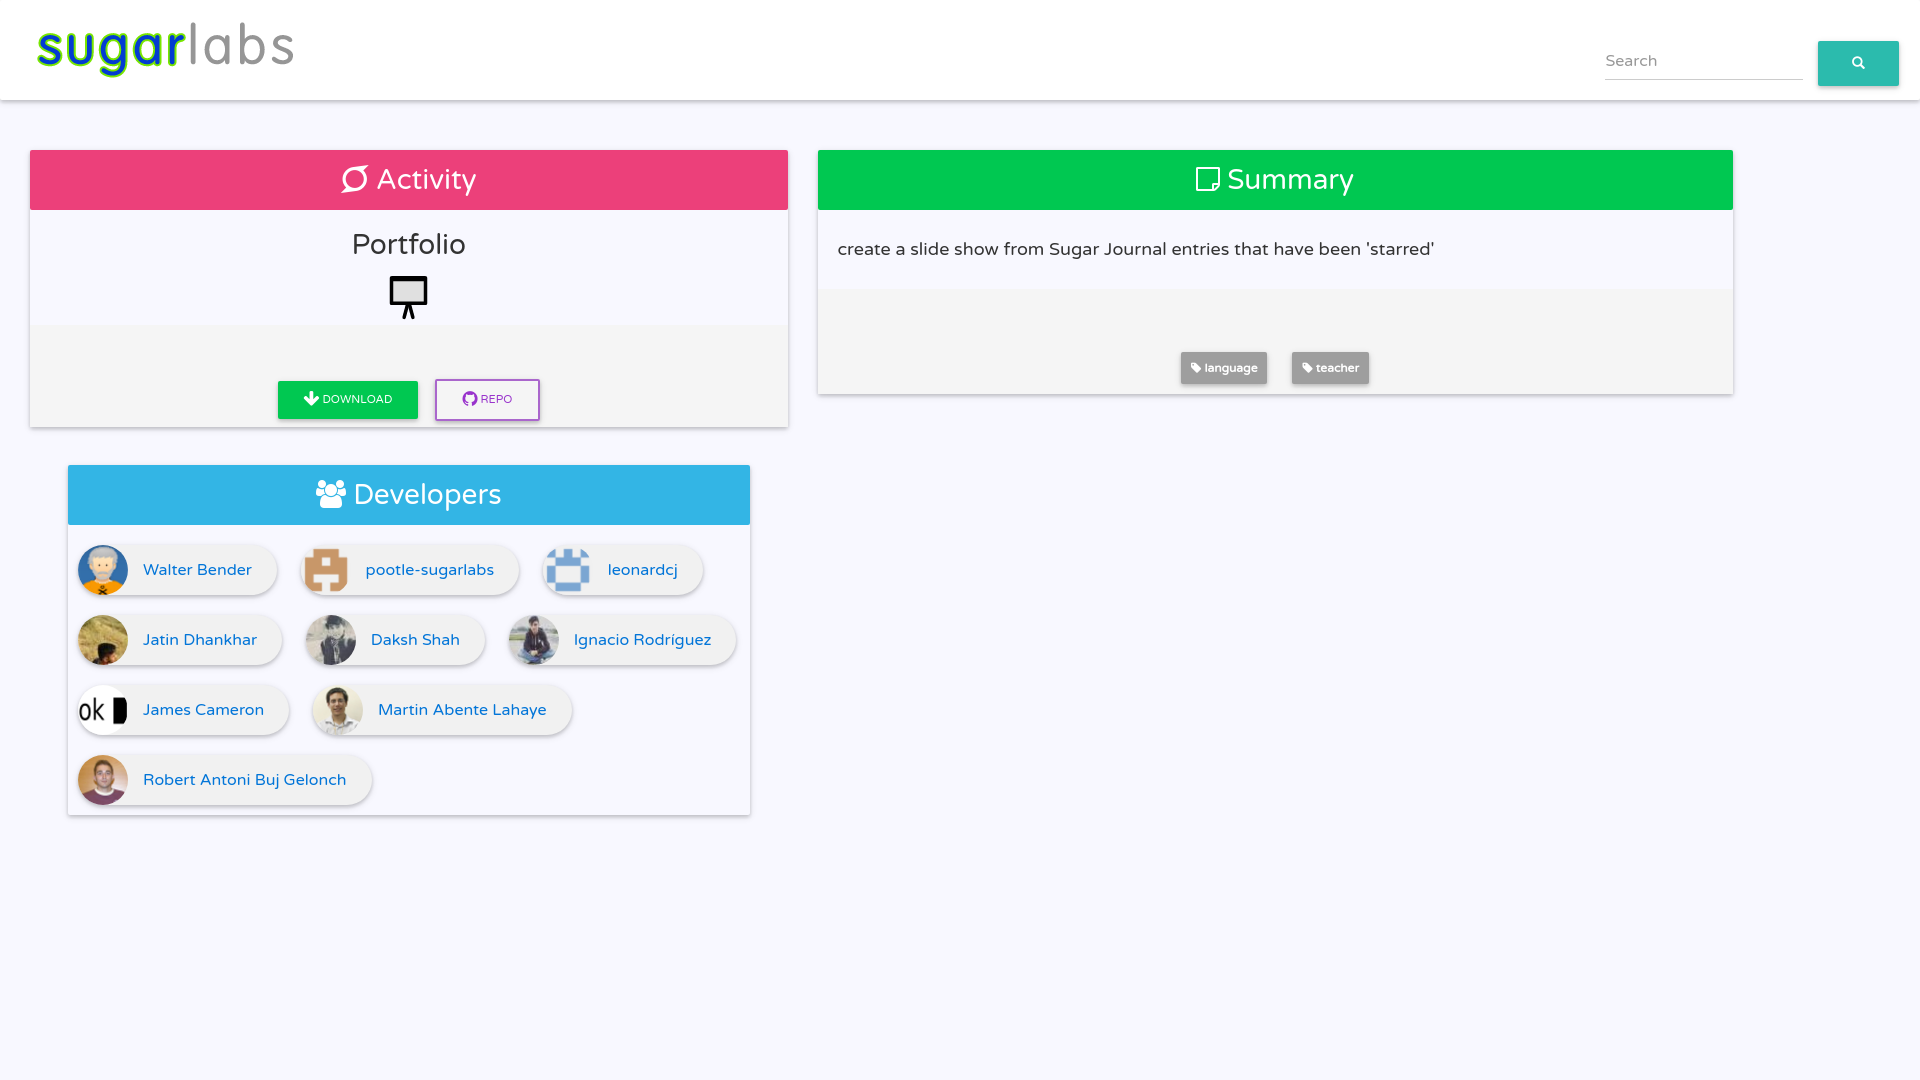 sugarlabs
Search
Activity
Portfolio
DOWNLOAD
REPO
Summary
create a slide show from Sugar Journal entries that have been 'starred'
language
teacher
Developers
Walter Bender
pootle-sugarlabs
leonardcj
Jatin Dhankhar
Daksh Shah
Ignacio Rodríguez
ok
James Cameron
Martin Abente Lahaye
Robert Antoni Buj Gelonch